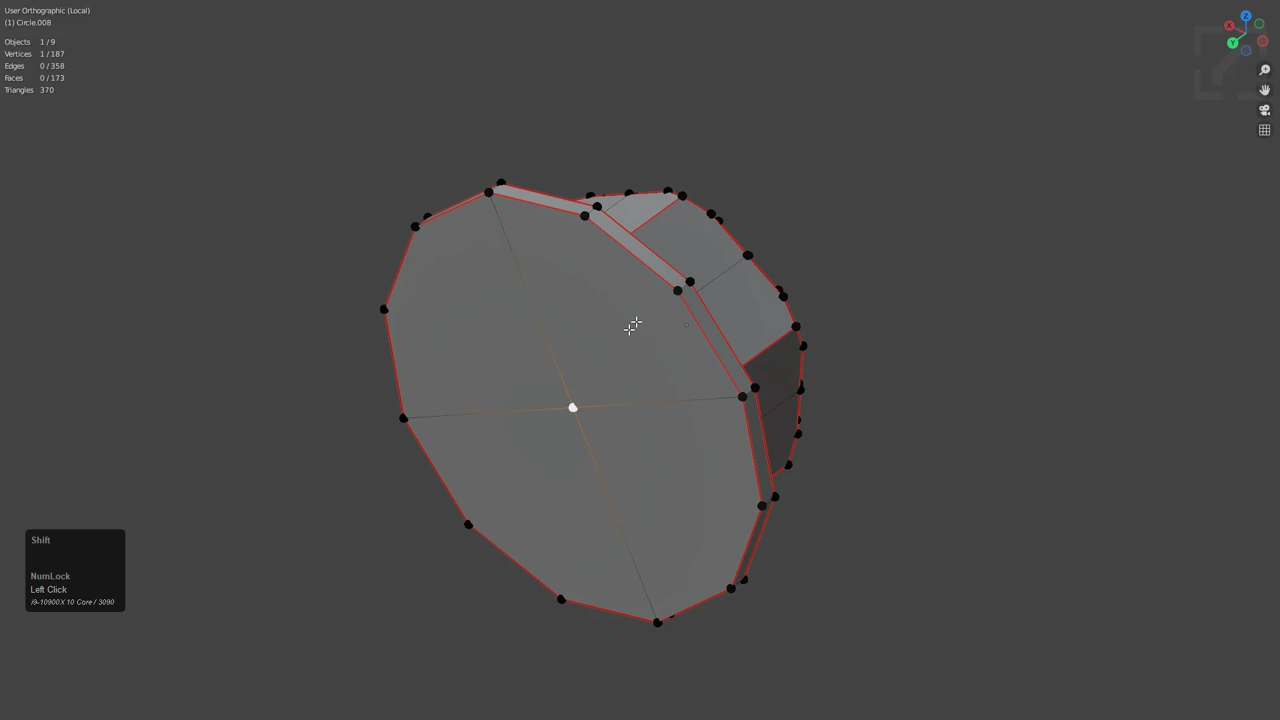 User Orthographic (Local)
(1) Circle.008
Objects 1 / 9
Vertices 1 / 187
Edges 0 / 358
Faces 0 / 173
Triangles 370
X
Y
Z
Shift
NumLock
Left Click
i9-10900X 10 Core / 3090